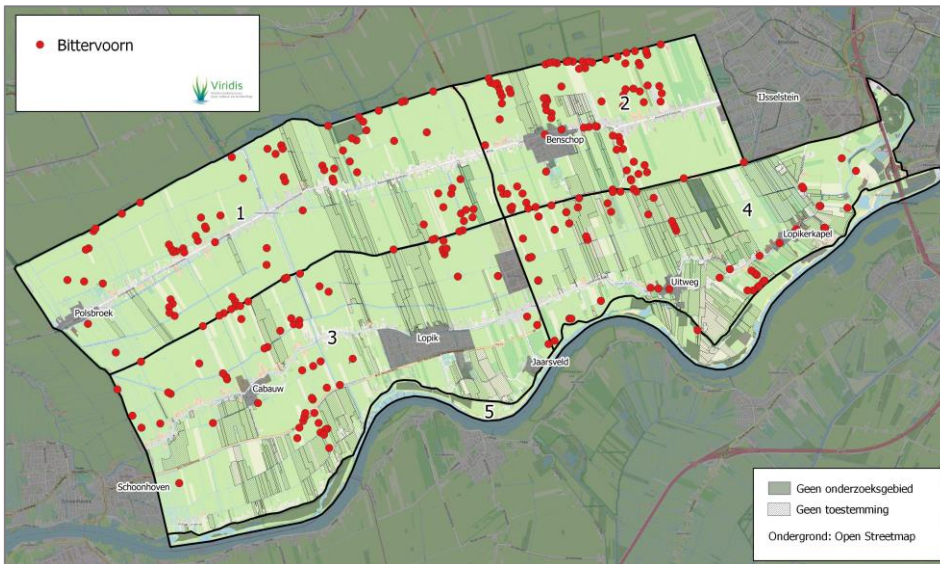 Bittervoorn
Viridis
IJsselstein
2
Benschop
1
4
Lopikerkapel
Uitweg
Polsbroek
3
Lopik
Jaarsveld
Cabauw
5
Schoonhoven
Geen onderzoeksgebied
Geen toestemming
Ondergrond: Open Streetmap